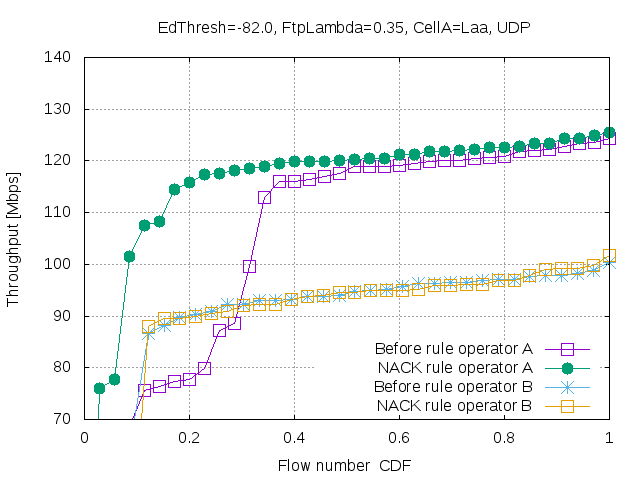 EdThresh=-82.0, FtpLambda=0.35, CellA=Laa, UDP
140
130
120
110
100
90
80
70
Throughput [Mbps]
Before rule operator A
NACK rule operator A
Before rule operator B
NACK rule operator B
0
0.2
0.4
0.6
0.8
1
Flow number CDF